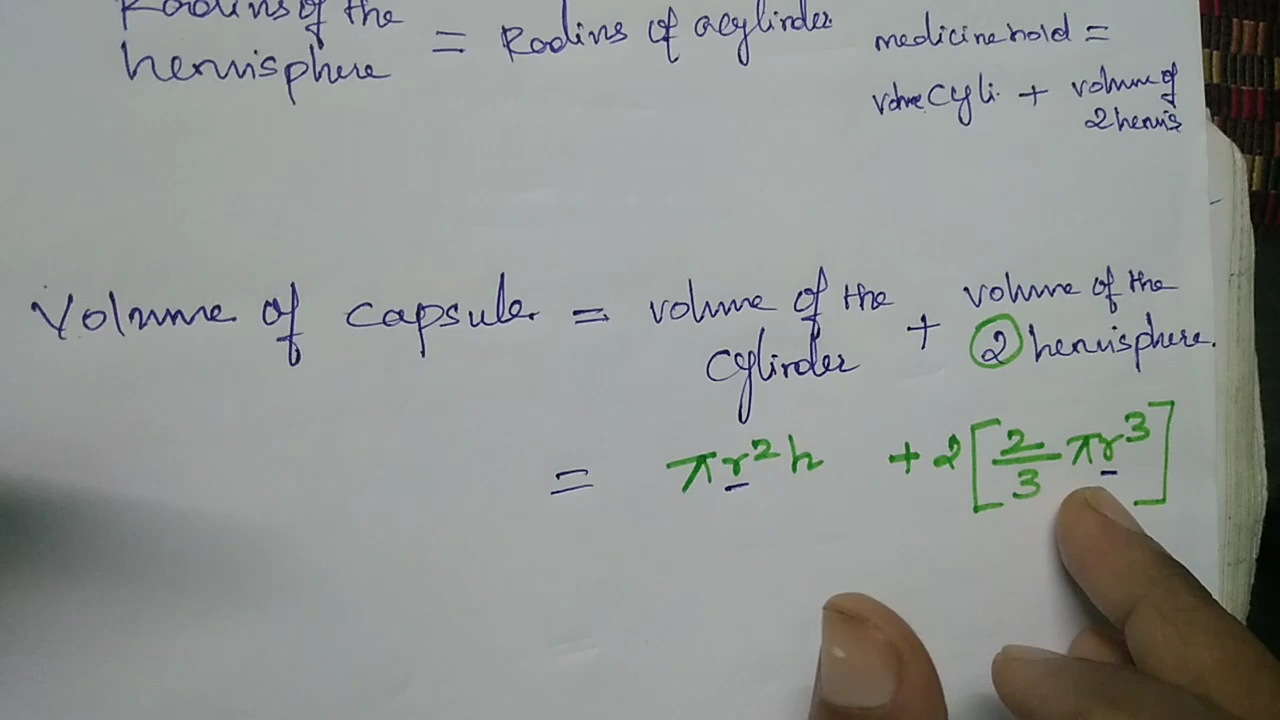 Radius of the
hemisphere = Radius of a cylinder
medicine hold =
volume cyli. + volume of
2 hemis
Volume of capsule = volume of the cylinder + volume of the ② hemisphere.
= πr²h + 2[2/3 πr³]